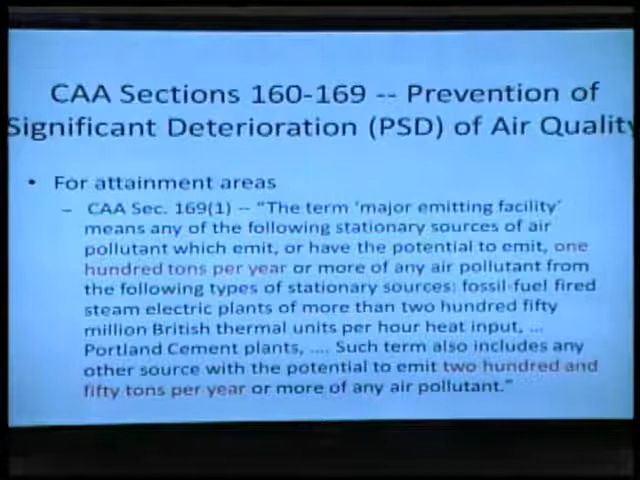 CAA Sections 160-169 -- Prevention of
Significant Deterioration (PSD) of Air Quality
• For attainment areas
– CAA Sec. 169(1) -- “The term ‘major emitting facility’
means any of the following stationary sources of air
pollutant which emit, or have the potential to emit, one
hundred tons per year or more of any air pollutant from
the following types of stationary sources: fossil-fuel fired
steam electric plants of more than two hundred fifty
million British thermal units per hour heat input, ...
Portland Cement plants, .... Such term also includes any
other source with the potential to emit two hundred and
fifty tons per year or more of any air pollutant.”